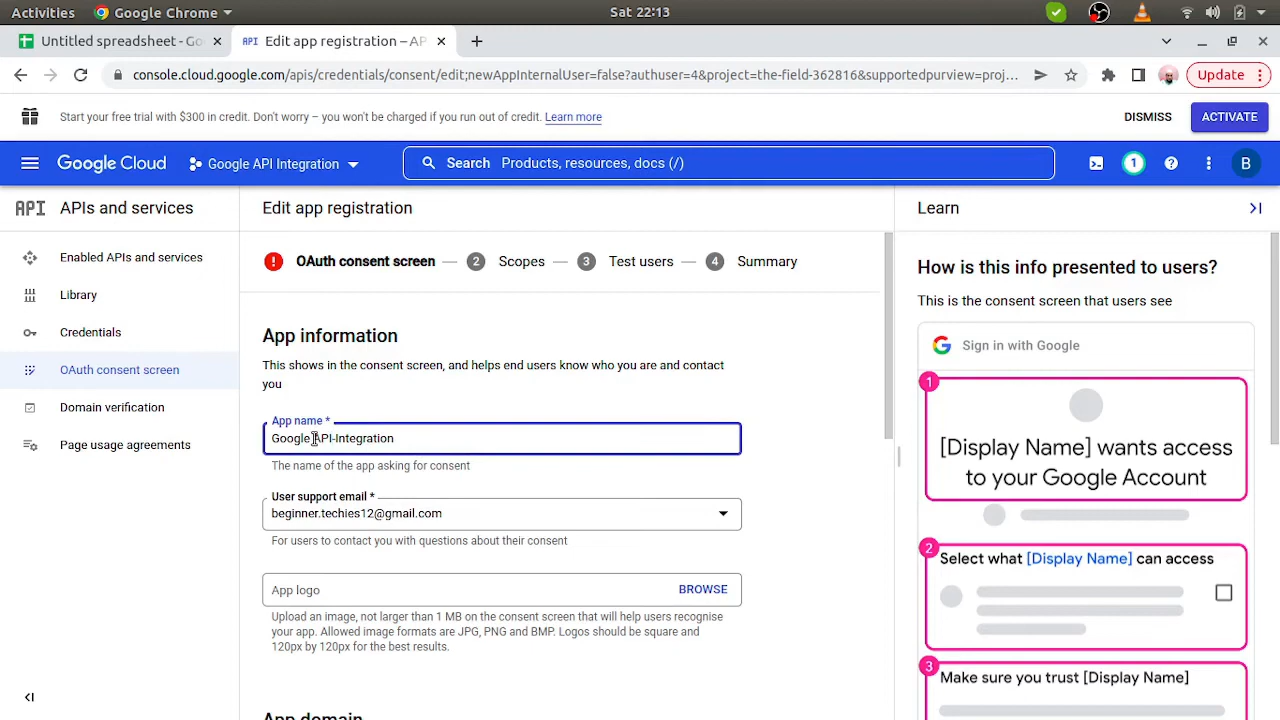 Activities
Google Chrome
Sat 22:13
Untitled spreadsheet - Go
API Edit app registration – AP
console.cloud.google.com/apis/credentials/consent/edit;newAppInternalUser=false?authuser=4&project=the-field-362816&supportedpurview=proj...
Update
Start your free trial with $300 in credit. Don't worry – you won't be charged if you run out of credit. Learn more
DISMISS
ACTIVATE
Google Cloud
Google API Integration
Search Products, resources, docs (/)
1
B
API APIs and services
Enabled APIs and services
Library
Credentials
OAuth consent screen
Domain verification
Page usage agreements
Edit app registration
! OAuth consent screen — 2 Scopes — 3 Test users — 4 Summary
App information
This shows in the consent screen, and helps end users know who you are and contact
you
App name *
Google API-Integration
The name of the app asking for consent
User support email *
beginner.techies12@gmail.com
For users to contact you with questions about their consent
App logo
BROWSE
Upload an image, not larger than 1 MB on the consent screen that will help users recognise
your app. Allowed image formats are JPG, PNG and BMP. Logos should be square and
120px by 120px for the best results.
App domain
Learn
How is this info presented to users?
This is the consent screen that users see
G Sign in with Google
1
[Display Name] wants access
to your Google Account
2
Select what [Display Name] can access
3
Make sure you trust [Display Name]